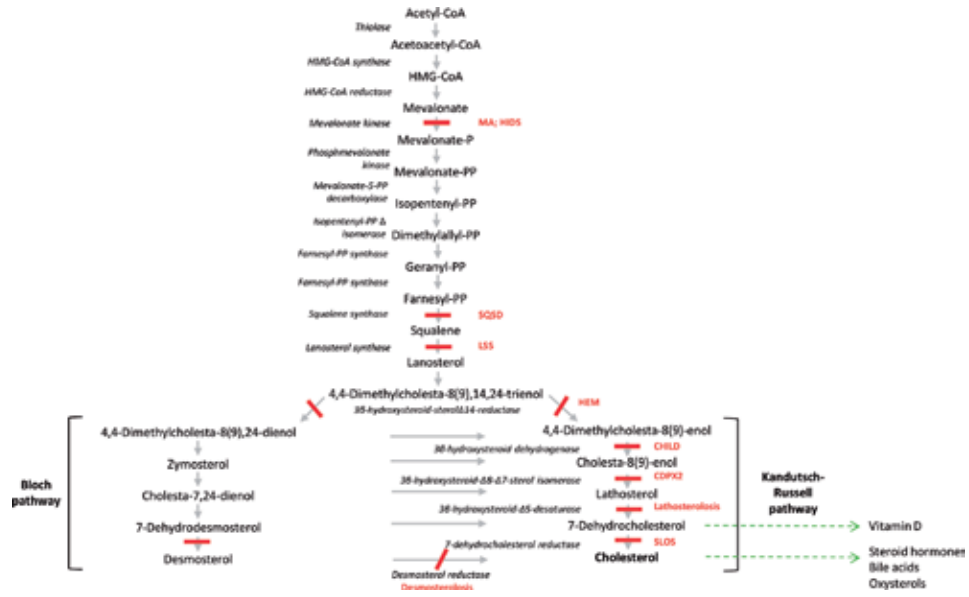 Acetyl-CoA
Thiolase
Acetoacetyl-CoA
HMG-CoA synthase
HMG-CoA
HMG-CoA reductase
Mevalonate
Mevalonate kinase
MA; HIDS
Mevalonate-P
Phosphmevalonate
kinase
Mevalonate-PP
Mevalonate-5-PP
decarboxylase
Isopentenyl-PP
Isopentenyl-PP Δ
isomerase
Dimethylallyl-PP
Farnesyl-PP synthase
Geranyl-PP
Farnesyl-PP synthase
Farnesyl-PP
Squalene synthase
SQSD
Squalene
Lanosterol synthase
LSS
Lanosterol
4,4-Dimethylcholesta-8(9),14,24-trienol
3β-hydroxysteroid-sterolΔ14-reductase
HEM
4,4-Dimethylcholesta-8(9),24-dienol
4,4-Dimethylcholesta-8(9)-enol
3β-hydroxysteroid dehydrogenase
CHILD
Zymosterol
Cholesta-8(9)-enol
3β-hydroxysteroid-Δ8-Δ7-sterol isomerase
CDPX2
Bloch
pathway
Kandutsch-
Russell
pathway
Cholesta-7,24-dienol
Lathosterol
3β-hydroxysteroid-Δ5-desaturase
Lathosterolosis
7-Dehydrodesmosterol
7-Dehydrocholesterol
Vitamin D
7-dehydrocholesterol reductase
SLOS
Desmosterol
Cholesterol
Desmosterol reductase
Desmosterolosis
Steroid hormones
Bile acids
Oxysterols